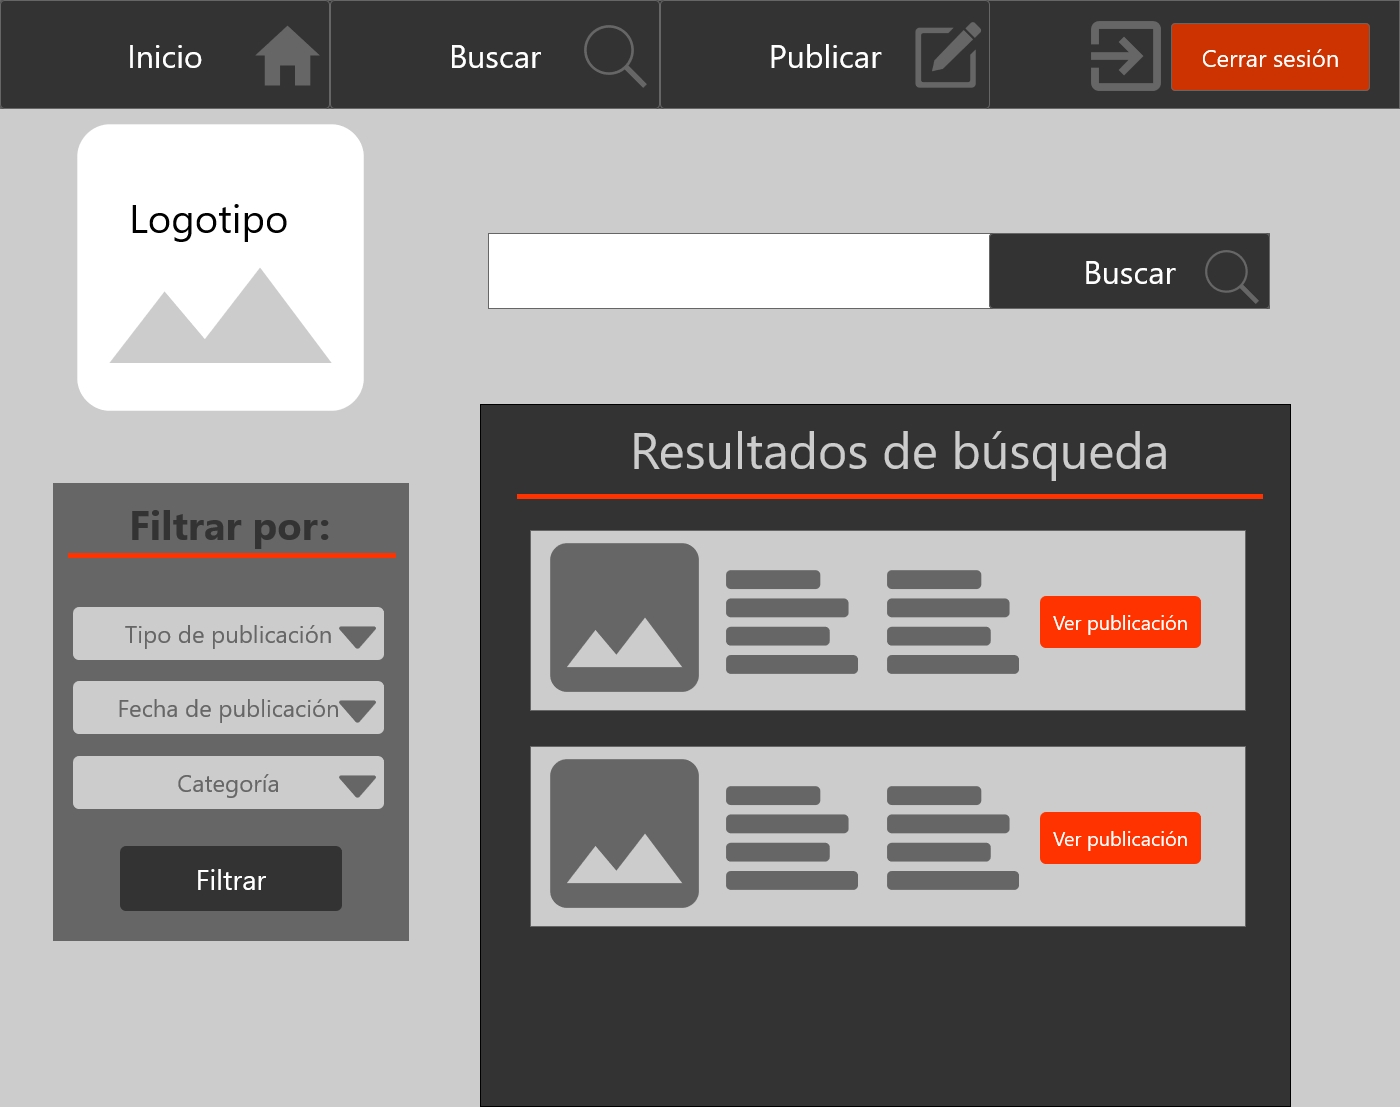 Inicio
Buscar
Publicar
Cerrar sesión
Logotipo
Buscar
Resultados de búsqueda
Filtrar por:
Tipo de publicación
Fecha de publicación
Categoría
Filtrar
Ver publicación
Ver publicación